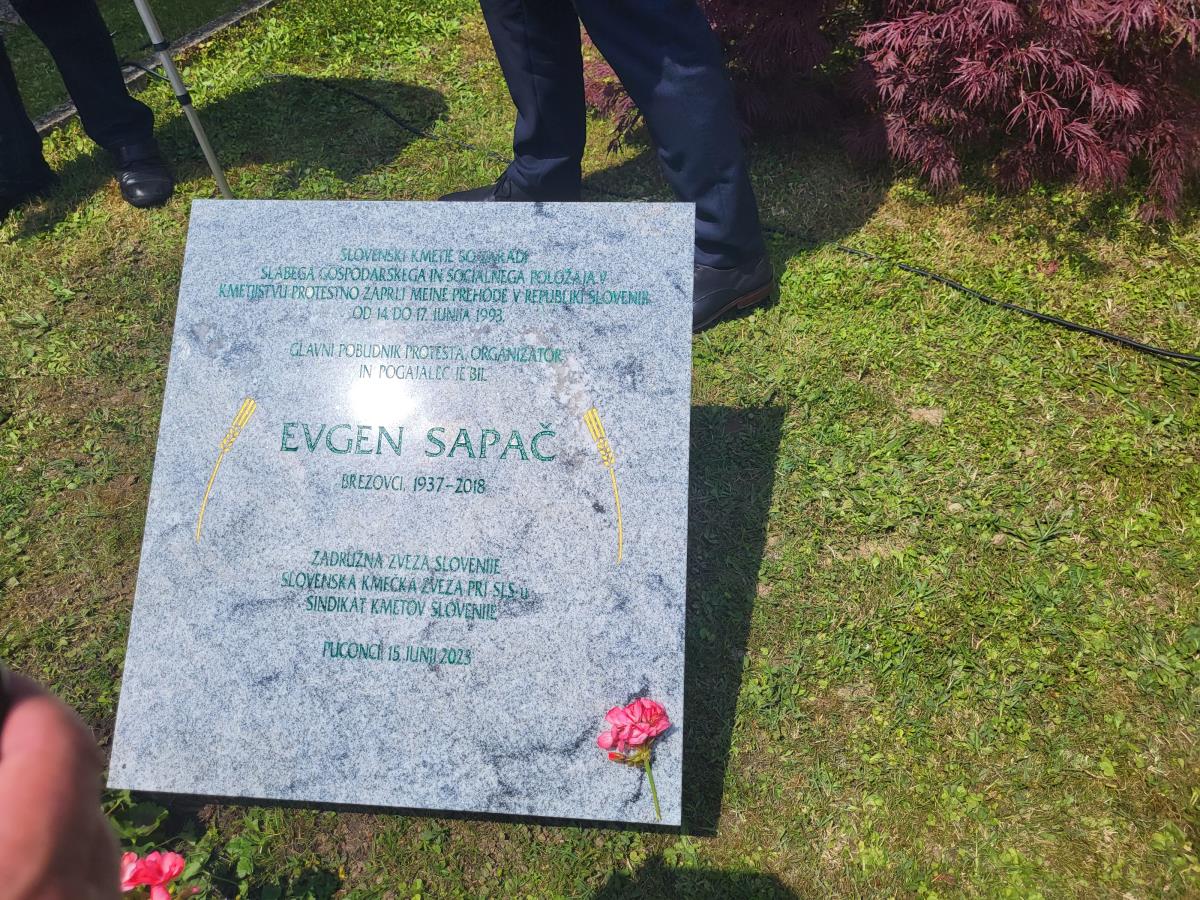 SLOVENSKI KMETJE SO ZARADI
SLABEGA GOSPODARSKEGA IN SOCIALNEGA POLOŽAJA V
KMETIJSTVU PROTESTNO ZAPRLI MEJNE PREHODE V REPUBLIKI SLOVENIJI
OD 14. DO 17. JUNIJA 1993.
GLAVNI POBUDNIK PROTESTA, ORGANIZATOR
IN POGAJALEC JE BIL
EVGEN SAPAČ
BREZOVCI, 1937-2018
ZADRUŽNA ZVEZA SLOVENIJE
SLOVENSKA KMEČKA ZVEZA PRI SLS-u
SINDIKAT KMETOV SLOVENIJE
PUCONCI, 15. JUNIJ 2023